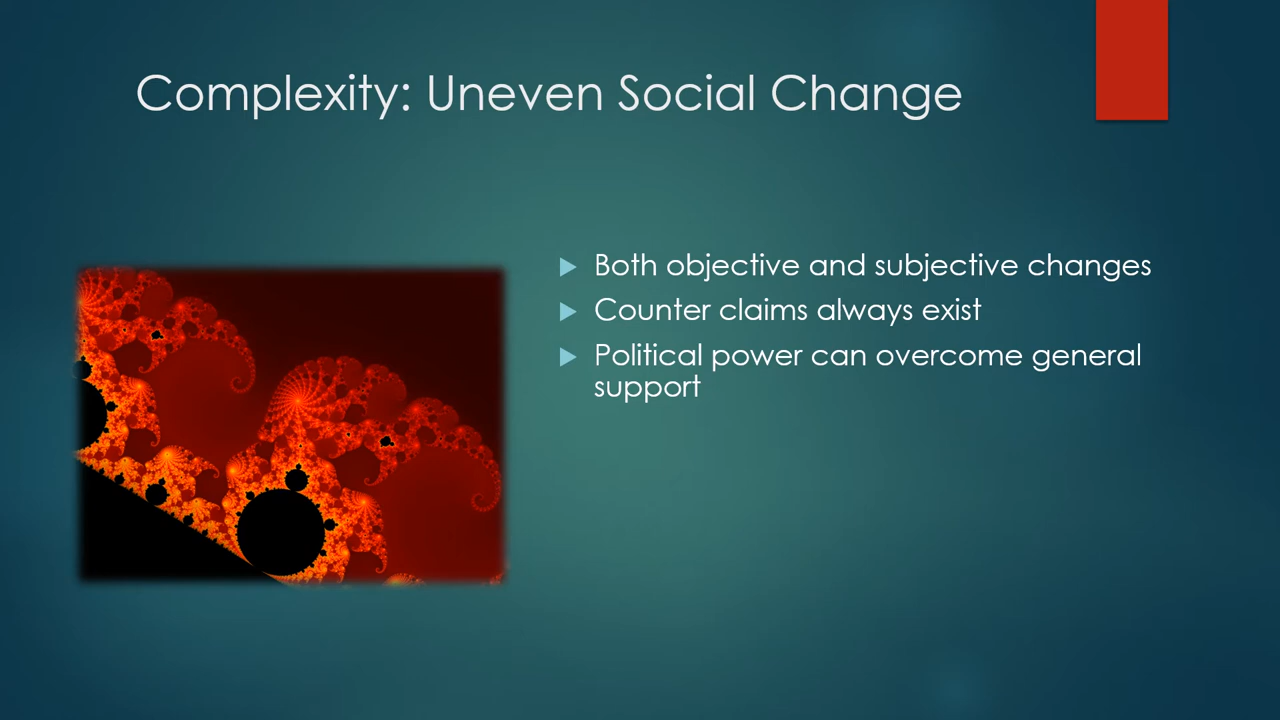 Complexity: Uneven Social Change
Both objective and subjective changes
Counter claims always exist
Political power can overcome general
support